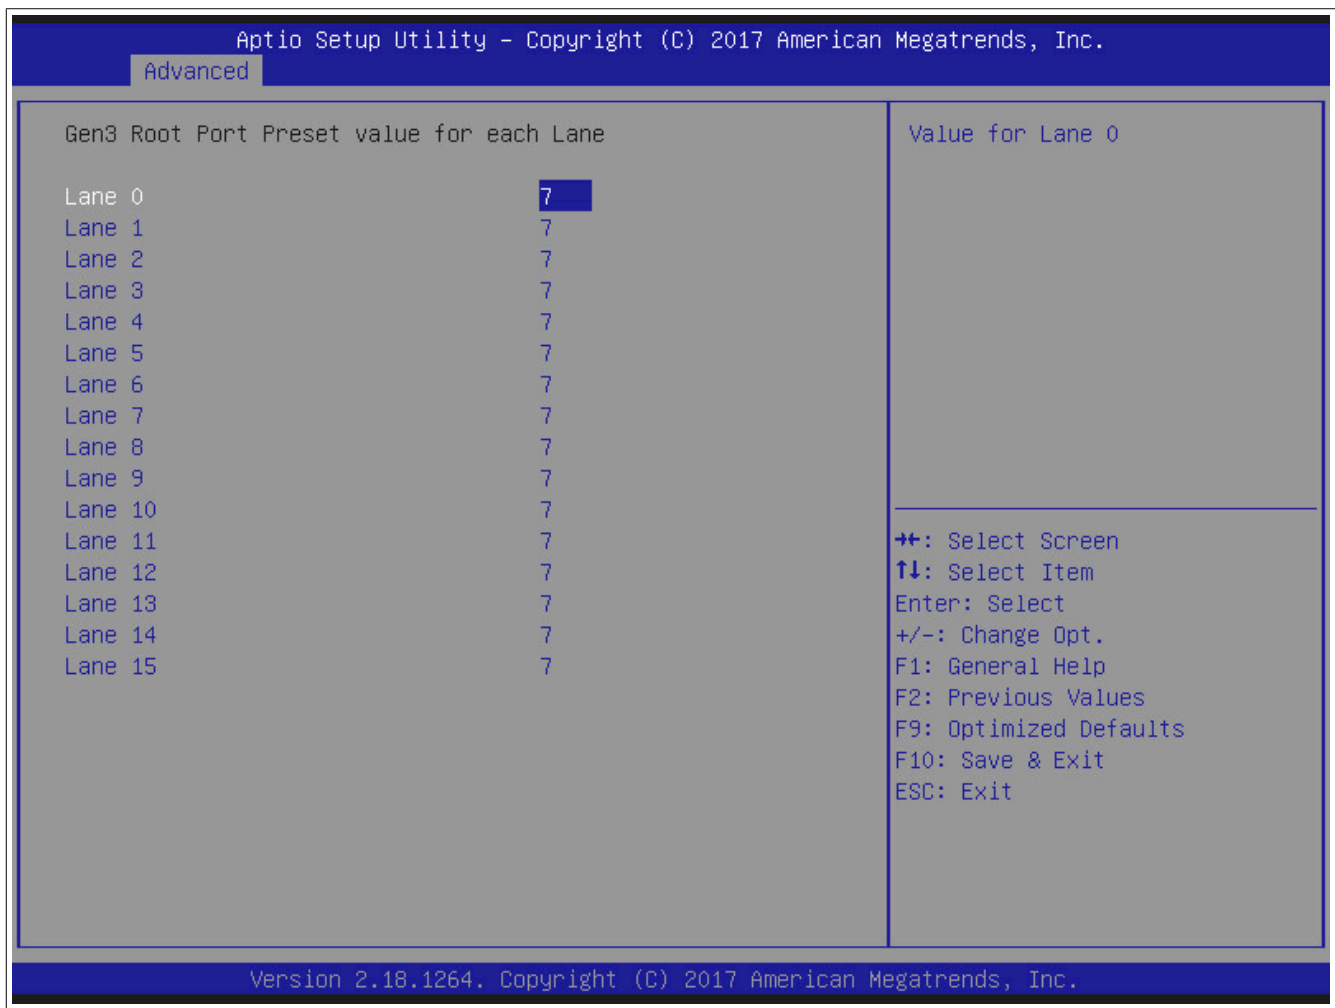 Aptio Setup Utility – Copyright (C) 2017 American Megatrends, Inc.
Advanced
Gen3 Root Port Preset value for each Lane
Lane 0 7
Lane 1 7
Lane 2 7
Lane 3 7
Lane 4 7
Lane 5 7
Lane 6 7
Lane 7 7
Lane 8 7
Lane 9 7
Lane 10 7
Lane 11 7
Lane 12 7
Lane 13 7
Lane 14 7
Lane 15 7
Value for Lane 0
→←: Select Screen
↑↓: Select Item
Enter: Select
+/-: Change Opt.
F1: General Help
F2: Previous Values
F9: Optimized Defaults
F10: Save & Exit
ESC: Exit
Version 2.18.1264. Copyright (C) 2017 American Megatrends, Inc.